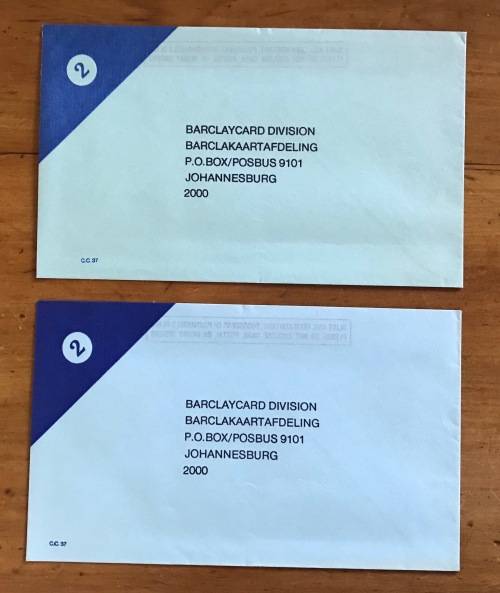 2
BARCLAYCARD DIVISION
BARCLAKAARTAFDELING
P.O.BOX/POSBUS 9101
JOHANNESBURG
2000
C.C. 37
2
BARCLAYCARD DIVISION
BARCLAKAARTAFDELING
P.O.BOX/POSBUS 9101
JOHANNESBURG
2000
C.C. 37